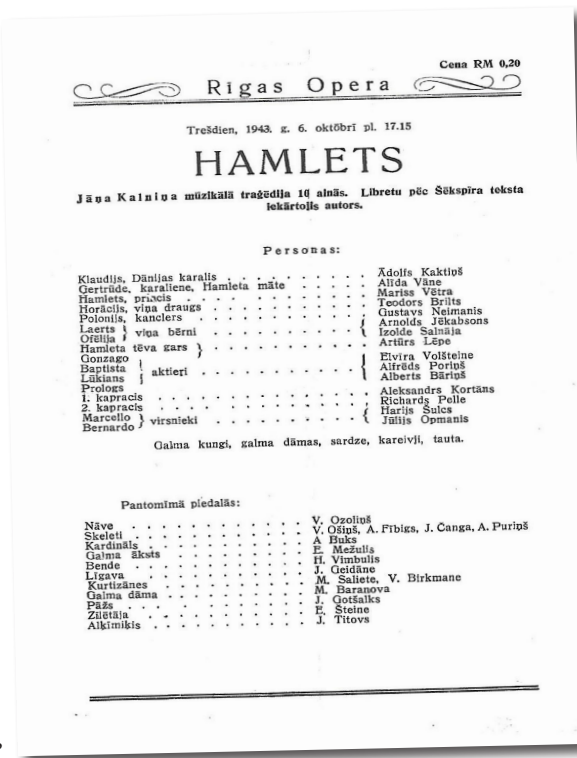 Cena RM 0,20
Rīgas Opera
Trešdien, 1943. g. 6. oktōbrī pl. 17.15
HAMLETS
Jāņa Kalniņa mūzikālā traģēdija 10 ainās. Libretu pēc Šēkspīra teksta
iekārtojis autors.
Personas:
Klaudijs, Dānijas karalis . . . . . . . . . . Ādolfs Kaktiņš
Gertrūde, karaliene, Hamleta māte . . . . . Alīda Vāne
Hamlets, princis . . . . . . . . . . . . Mariss Vētra
Horācijs, viņa draugs . . . . . . . . . . Teodors Brilts
Polonijs, kanclers . . . . . . . . . . . Gustavs Neimanis
Laerts } viņa bērni . . . . . . . . . . { Arnolds Jēkabsons
Ofēlija Izolde Salnāja
Hamleta tēva gars } . . . . . . . . . . Artūrs Lēpe
Gonzago Elvīra Volšteine
Baptista } aktieri . . . . . . . . . . { Alfrēds Poriņš
Lūkians Alberts Bāriņš
Prologs
1. kapracis . . . . . . . . . . . . . Aleksandrs Kortāns
2. kapracis . . . . . . . . . . . . . Richards Pelle
Marcello } virsnieki . . . . . . . . . { Harijs Šulcs
Bernardo Jūlijs Opmanis
Galma kungi, galma dāmas, sardze, kareivji, tauta.
Pantomīmā piedalās:
Nāve . . . . . . . . . . . . V. Ozoliņš
Skeleti . . . . . . . . . . . V. Ošiņš, A. Fībigs, J. Čanga, A. Puriņš
Kardināls . . . . . . . . . . A Buks
Galma āksts . . . . . . . . . E. Mežulis
Bende . . . . . . . . . . . . H. Vimbulis
Līgava . . . . . . . . . . . J. Geidāne
Kurtizānes . . . . . . . . . M. Saliete, V. Birkmane
Galma dāma . . . . . . . . . M. Baranova
Pāžs . . . . . . . . . . . . J. Gotšalks
Zīlētāja . . . . . . . . . . E. Šteine
Alķīmiķis . . . . . . . . . . J. Titovs